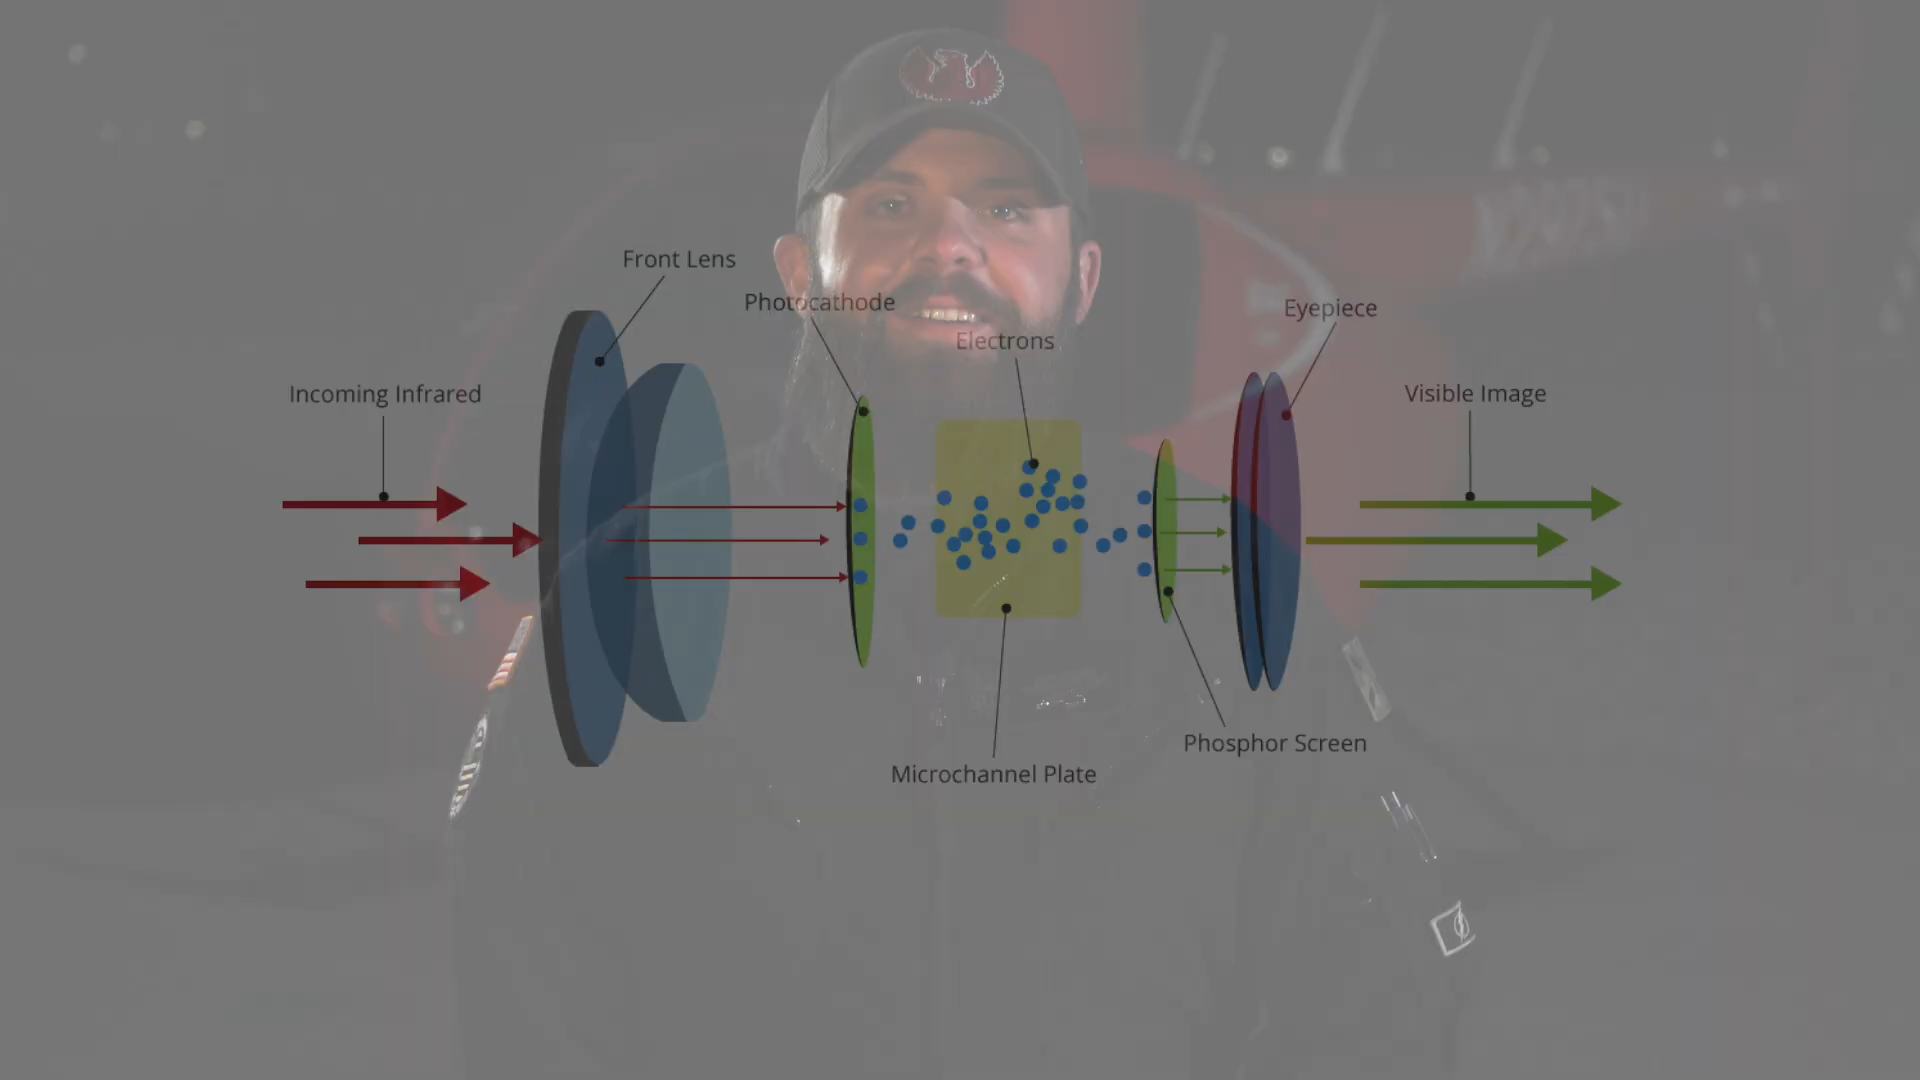 Front Lens
Photocathode
Eyepiece
Electrons
Incoming Infrared
Visible Image
Phosphor Screen
Microchannel Plate